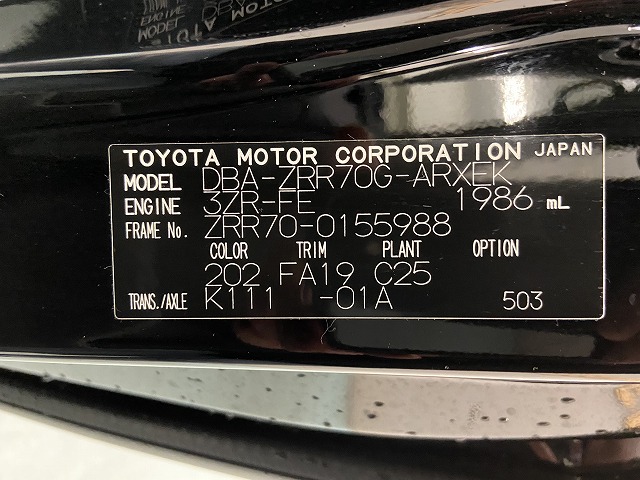 TOYOTA MOTOR CORPORATION JAPAN
MODEL DBA-ZRR70G-ARXEK
ENGINE 3ZR-FE 1986 mL
FRAME No. ZRR70-0155988
COLOR TRIM PLANT OPTION
202 FA19 C25
TRANS./AXLE K111 -01A 503